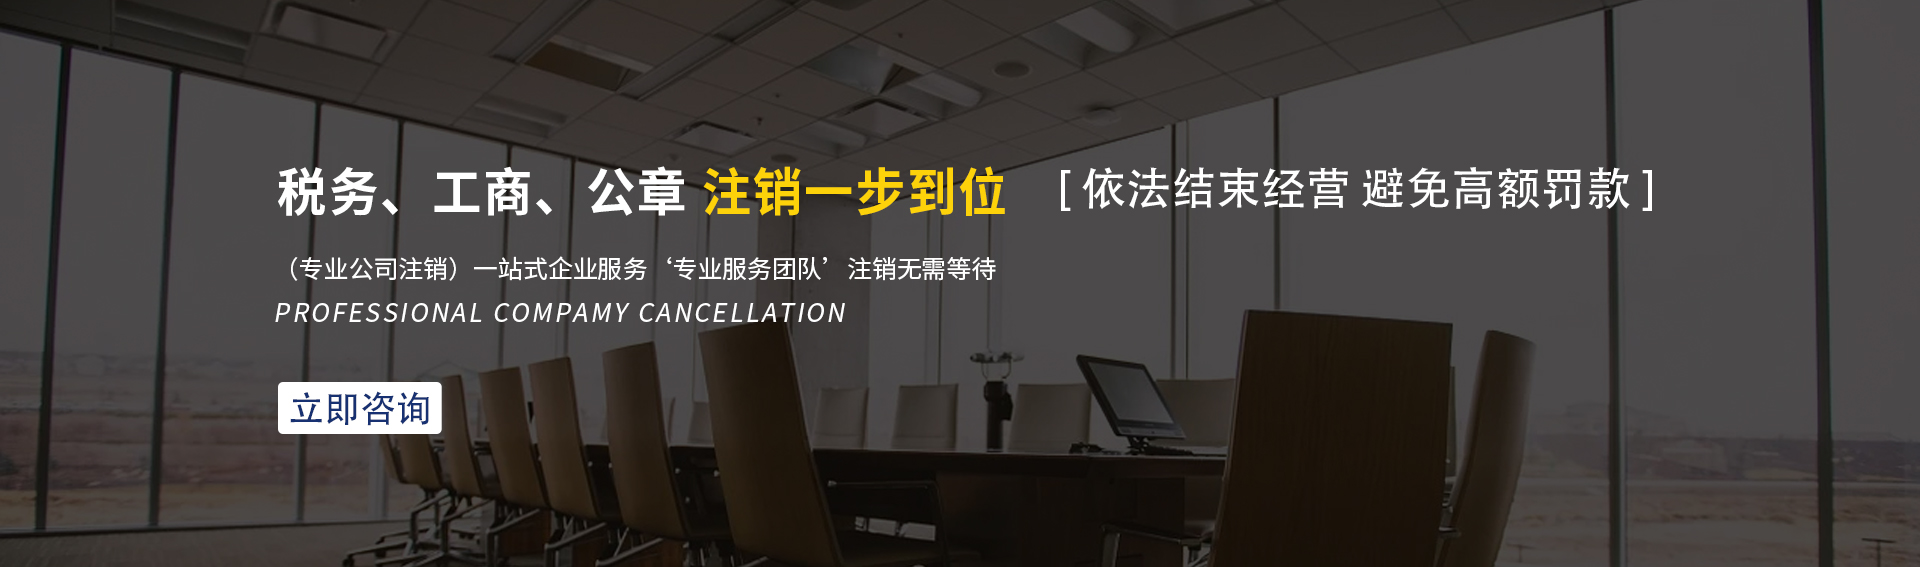 税务、工商、公章 注销一步到位 [ 依法结束经营 避免高额罚款 ]
（专业公司注销）一站式企业服务‘专业服务团队’注销无需等待
PROFESSIONAL COMPAMY CANCELLATION
立即咨询